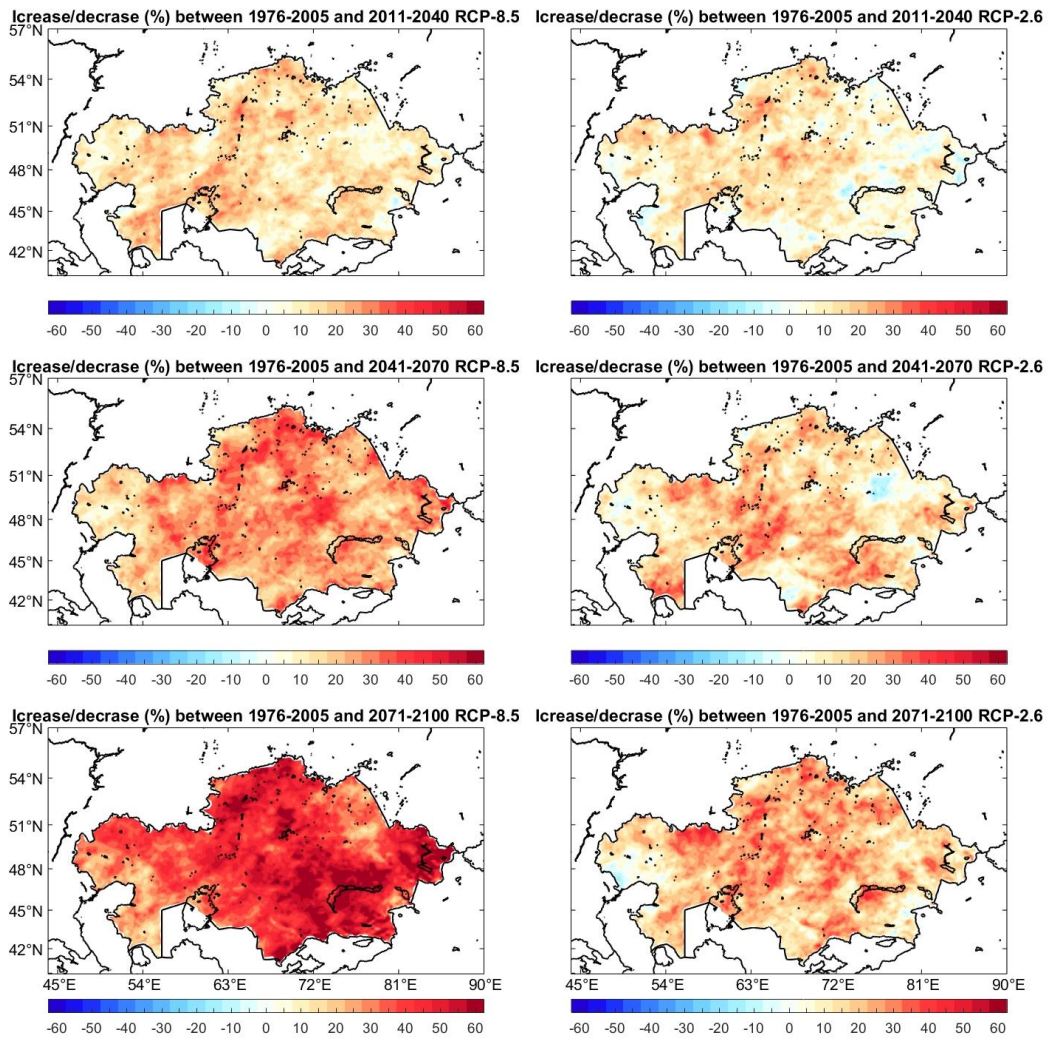 Icrease/decrase (%) between 1976-2005 and 2011-2040 RCP-8.5
Icrease/decrase (%) between 1976-2005 and 2011-2040 RCP-2.6
57°N
54°N
51°N
48°N
45°N
42°N
-60 -50 -40 -30 -20 -10 0 10 20 30 40 50 60
-60 -50 -40 -30 -20 -10 0 10 20 30 40 50 60
Icrease/decrase (%) between 1976-2005 and 2041-2070 RCP-8.5
Icrease/decrase (%) between 1976-2005 and 2041-2070 RCP-2.6
57°N
54°N
51°N
48°N
45°N
42°N
-60 -50 -40 -30 -20 -10 0 10 20 30 40 50 60
-60 -50 -40 -30 -20 -10 0 10 20 30 40 50 60
Icrease/decrase (%) between 1976-2005 and 2071-2100 RCP-8.5
Icrease/decrase (%) between 1976-2005 and 2071-2100 RCP-2.6
57°N
54°N
51°N
48°N
45°N
42°N
45°E 54°E 63°E 72°E 81°E 90°E
45°E 54°E 63°E 72°E 81°E 90°E
-60 -50 -40 -30 -20 -10 0 10 20 30 40 50 60
-60 -50 -40 -30 -20 -10 0 10 20 30 40 50 60